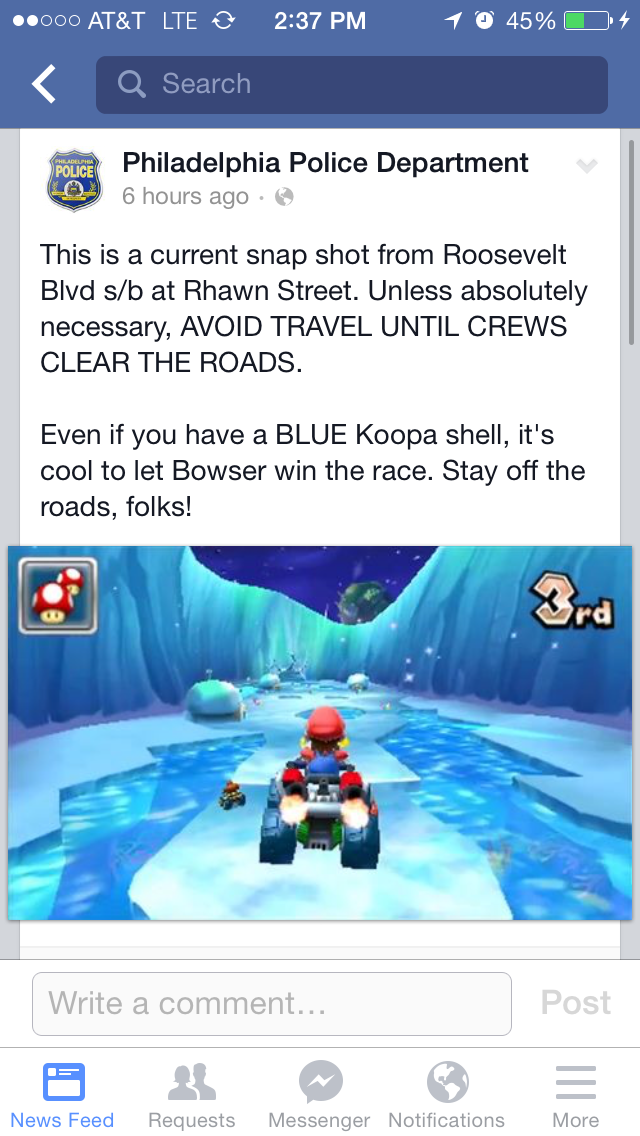 AT&T LTE 2:37 PM 45%
Search
PHILADELPHIA
POLICE
Philadelphia Police Department
6 hours ago ·
This is a current snap shot from Roosevelt
Blvd s/b at Rhawn Street. Unless absolutely
necessary, AVOID TRAVEL UNTIL CREWS
CLEAR THE ROADS.
Even if you have a BLUE Koopa shell, it's
cool to let Bowser win the race. Stay off the
roads, folks!
3rd
Write a comment... Post
News Feed Requests Messenger Notifications More